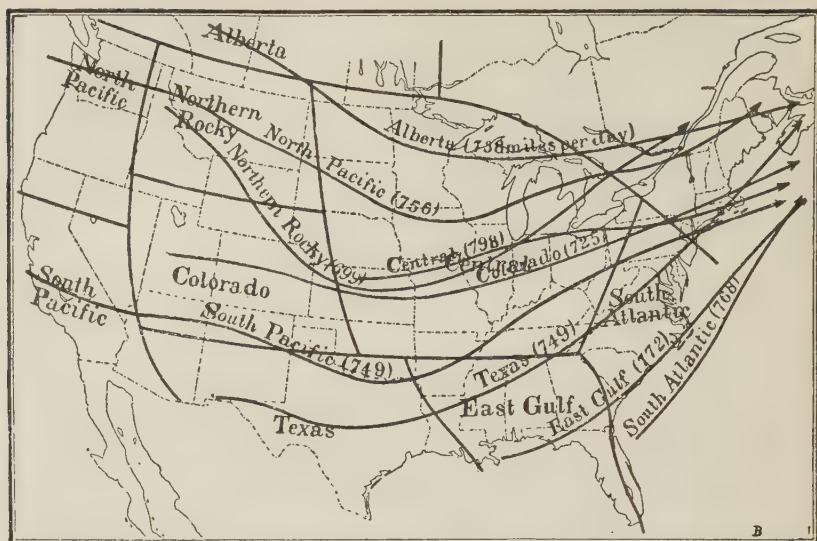 Alberta
North
Pacific
Northern
Rocky
North Pacific (756)
Alberta (738 miles per day)
Northern Rocky (699)
Central (798)
Central
Colorado (725)
Colorado
South
Pacific
South Pacific (749)
South
Atlantic
Texas (749)
East Gulf
East Gulf (772)
South Atlantic (768)
Texas
B